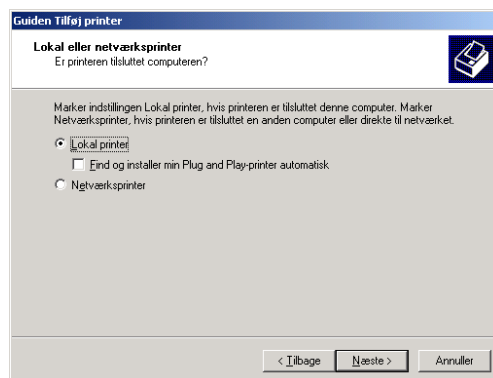 Guiden Tilføj printer
Lokal eller netværksprinter
Er printeren tilsluttet computeren?
Marker indstillingen Lokal printer, hvis printeren er tilsluttet denne computer. Marker
Netværksprinter, hvis printeren er tilsluttet en anden computer eller direkte til netværket.
Lokal printer
Find og installer min Plug and Play-printer automatisk
Netværksprinter
< Tilbage
Næste >
Annuller